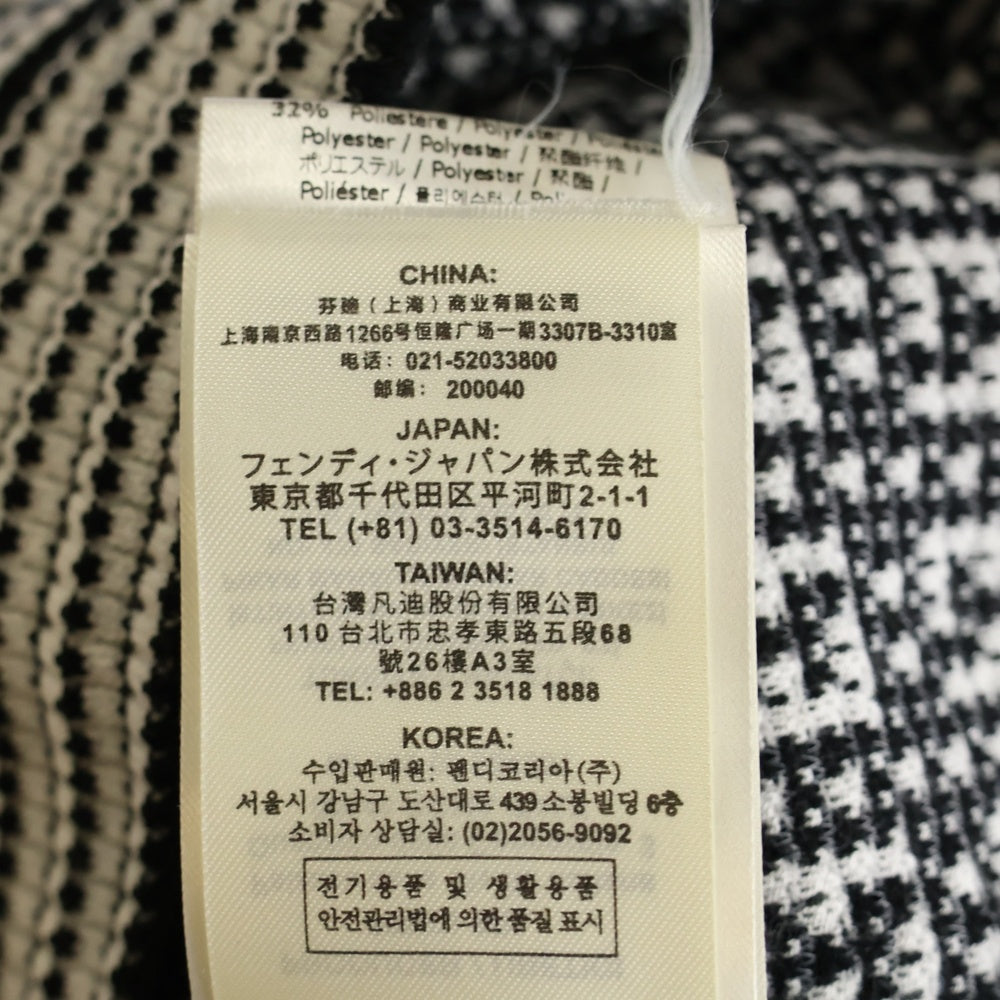 32% Poliestere / Polyester /
Polyester / Polyester / 聚酯纤维 /
ポリエステル / Polyester / 聚酯 /
Poliéster / 폴리에스터 /
CHINA:
芬迪（上海）商业有限公司
上海南京西路1266号恒隆广场一期3307B-3310室
电话：021-52033800
邮编：200040
JAPAN:
フェンディ・ジャパン株式会社
東京都千代田区平河町2-1-1
TEL (+81) 03-3514-6170
TAIWAN:
台灣凡迪股份有限公司
110 台北市忠孝東路五段68
號26樓A3室
TEL: +886 2 3518 1888
KOREA:
수입판매원: 펜디코리아(주)
서울시 강남구 도산대로 439 소봉빌딩 6층
소비자 상담실: (02)2056-9092
전기용품 및 생활용품
안전관리법에 의한 품질 표시